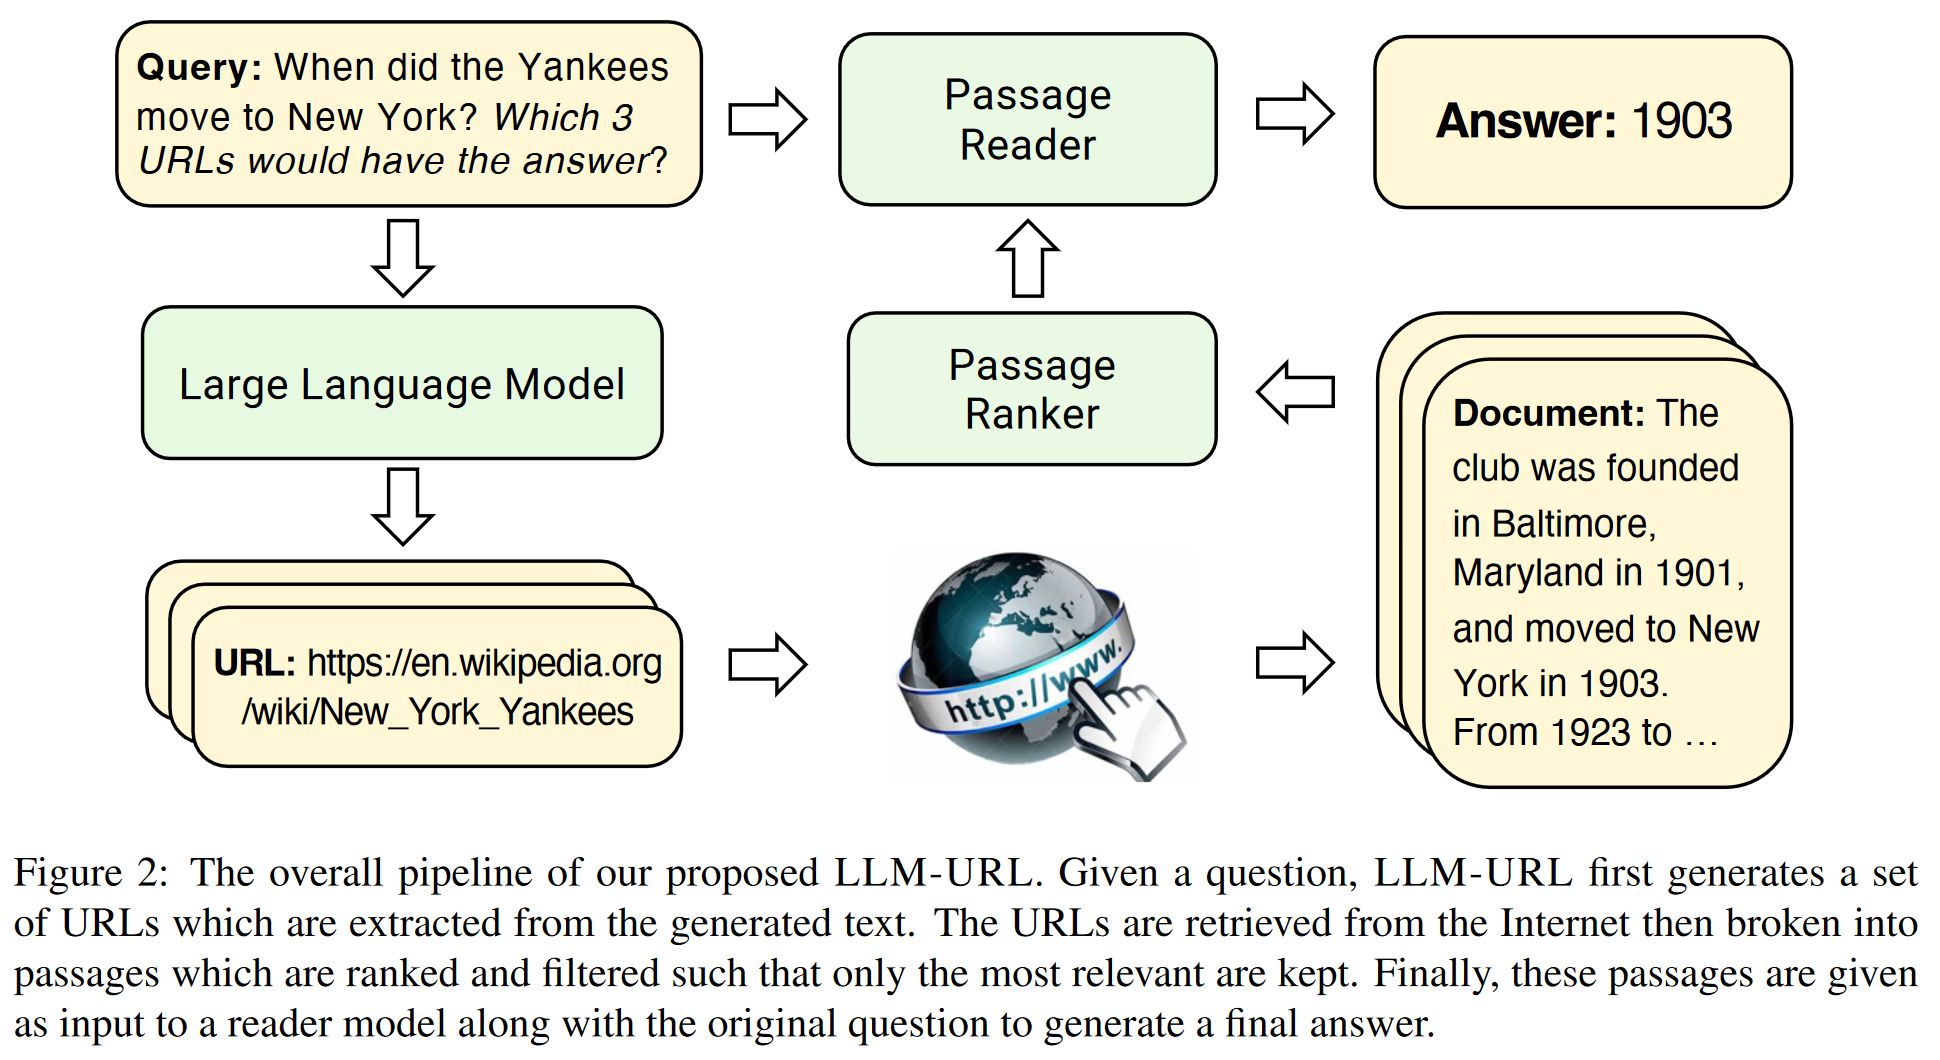 Query: When did the Yankees
move to New York? Which 3
URLs would have the answer?
Passage
Reader
Answer: 1903
Large Language Model
Passage
Ranker
Document: The
club was founded
in Baltimore,
Maryland in 1901,
and moved to New
York in 1903.
From 1923 to …
URL: https://en.wikipedia.org
/wiki/New_York_Yankees
http://www.
Figure 2: The overall pipeline of our proposed LLM-URL. Given a question, LLM-URL first generates a set
of URLs which are extracted from the generated text. The URLs are retrieved from the Internet then broken into
passages which are ranked and filtered such that only the most relevant are kept. Finally, these passages are given
as input to a reader model along with the original question to generate a final answer.